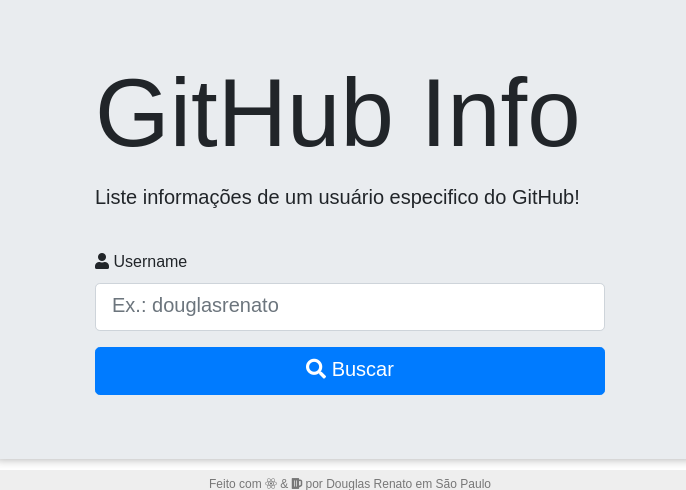 GitHub Info
Liste informações de um usuário especifico do GitHub!
Username
Ex.: douglasrenato
Buscar
Feito com & por Douglas Renato em São Paulo